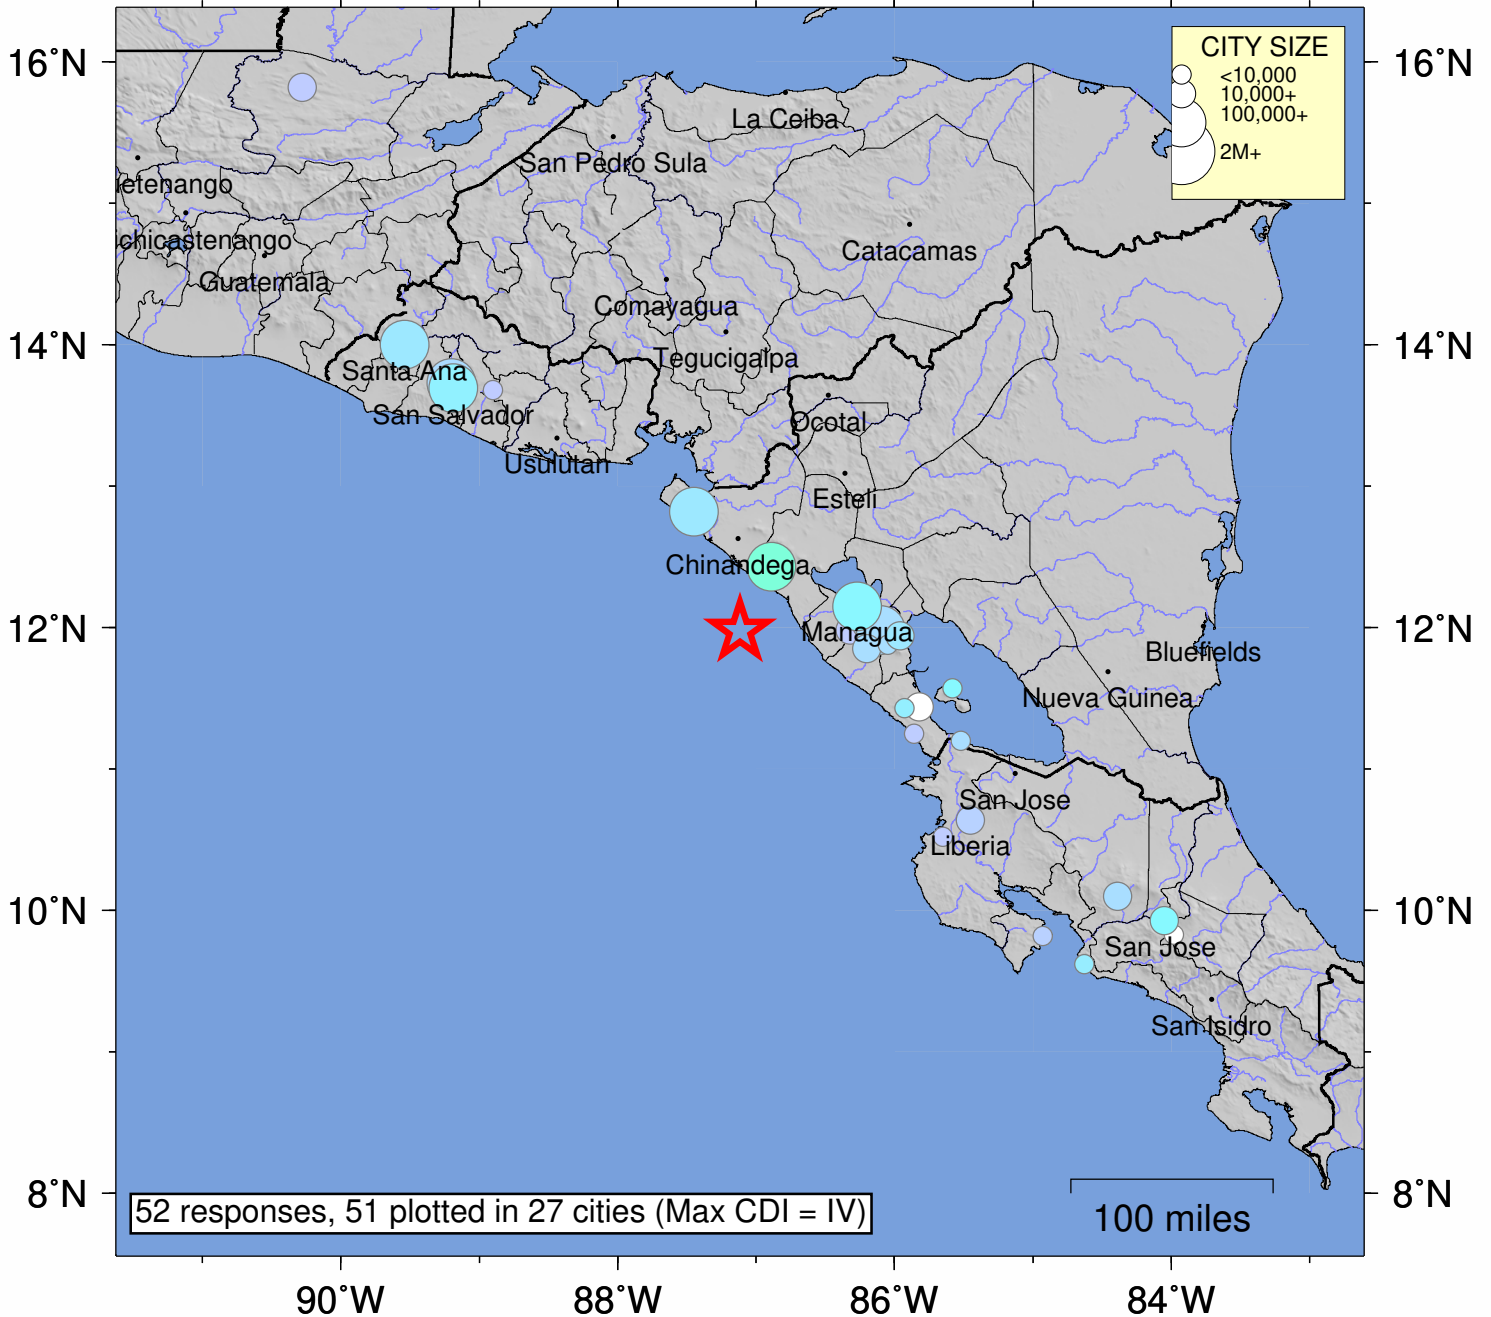 16°N
16°N
CITY SIZE
<10,000
10,000+
100,000+
2M+
La Ceiba
San Pedro Sula
etenango
chicastenango
Guatemala
Catacamas
Comayagua
14°N
14°N
Tegucigalpa
Santa Ana
San Salvador
Ocotal
Usulutan
Esteli
Chinandega
12°N
Managua
12°N
Bluefields
Nueva Guinea
San Jose
Liberia
10°N
10°N
San Jose
San Isidro
8°N
8°N
52 responses, 51 plotted in 27 cities (Max CDI = IV)
100 miles
90°W
88°W
86°W
84°W